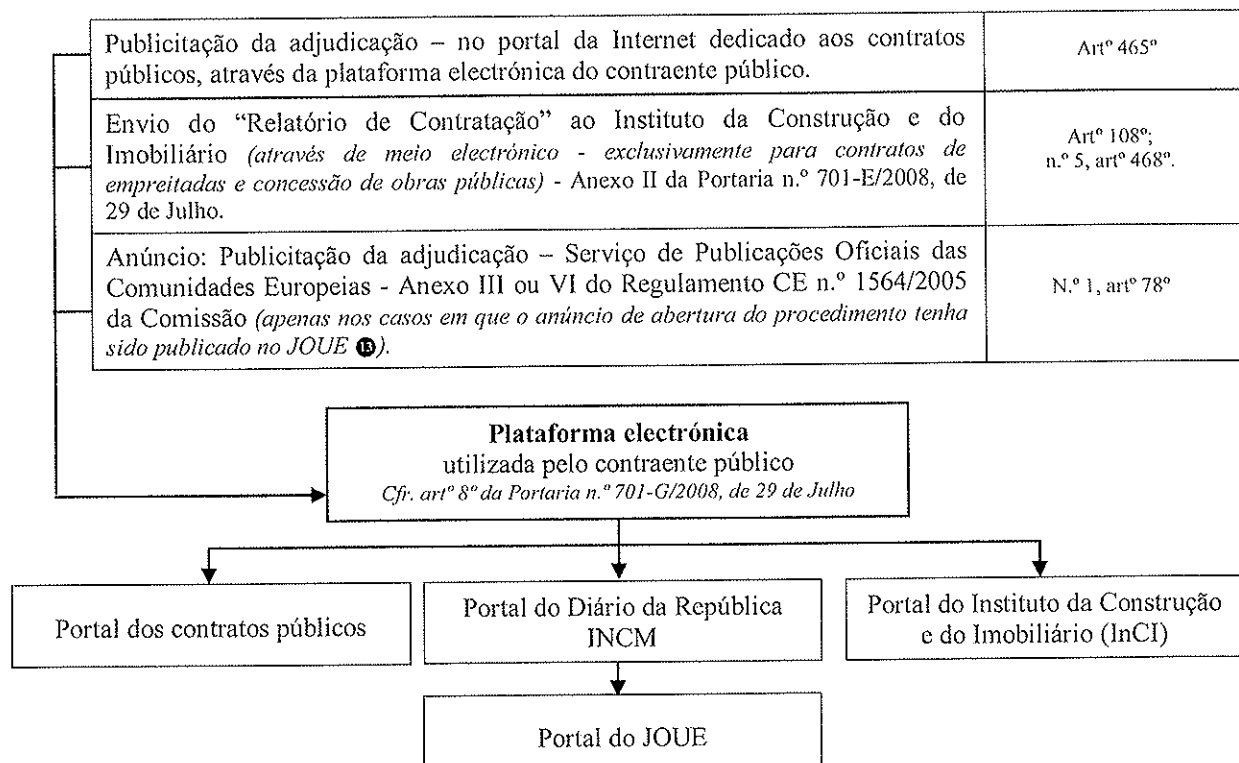 Publicitação da adjudicação – no portal da Internet dedicado aos contratos
públicos, através da plataforma electrónica do contraente público.
Artº 465º
Envio do “Relatório de Contratação” ao Instituto da Construção e do
Imobiliário (através de meio electrónico - exclusivamente para contratos de
empreitadas e concessão de obras públicas) - Anexo II da Portaria n.º 701-E/2008, de
29 de Julho.
Artº 108º;
n.º 5, artº 468º.
Anúncio: Publicitação da adjudicação – Serviço de Publicações Oficiais das
Comunidades Europeias - Anexo III ou VI do Regulamento CE n.º 1564/2005
da Comissão (apenas nos casos em que o anúncio de abertura do procedimento tenha
sido publicado no JOUE ⓭).
N.º 1, artº 78º
Plataforma electrónica
utilizada pelo contraente público
Cfr. artº 8º da Portaria n.º 701-G/2008, de 29 de Julho
Portal dos contratos públicos
Portal do Diário da República
INCM
Portal do Instituto da Construção
e do Imobiliário (InCI)
Portal do JOUE